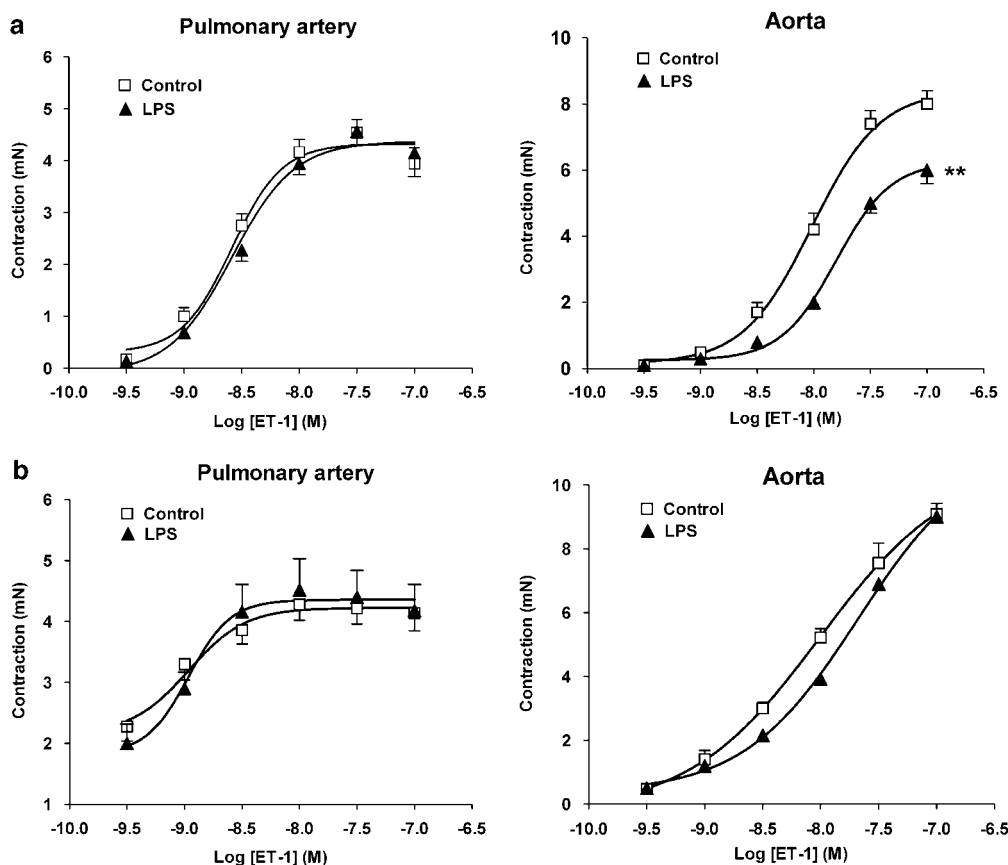 a
Pulmonary artery
Control
LPS
Contraction (mN)
6
5
4
3
2
1
0
-10.0 -9.5 -9.0 -8.5 -8.0 -7.5 -7.0 -6.5
Log [ET-1] (M)
Aorta
Control
LPS
Contraction (mN)
10
8
6
4
2
0
**
-10.0 -9.5 -9.0 -8.5 -8.0 -7.5 -7.0 -6.5
Log [ET-1] (M)
b
Pulmonary artery
Control
LPS
Contraction (mN)
6
5
4
3
2
1
-10.0 -9.5 -9.0 -8.5 -8.0 -7.5 -7.0 -6.5
Log [ET-1] (M)
Aorta
Control
LPS
Contraction (mN)
10
8
6
4
2
0
-10.0 -9.5 -9.0 -8.5 -8.0 -7.5 -7.0 -6.5
Log [ET-1] (M)